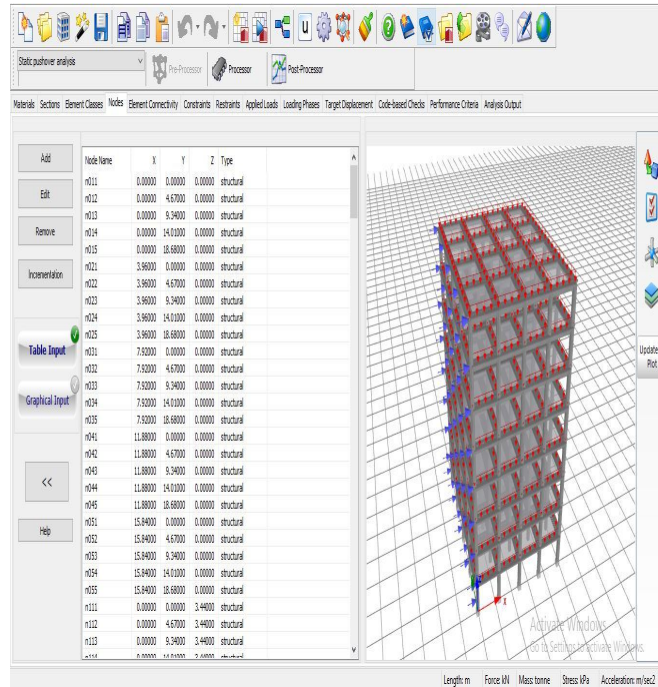 u
Static pushover analysis
Pre-Processor
Processor
Post-Processor
Materials Sections Element Classes Nodes Element Connectivity Constraints Restraints Applied Loads Loading Phases Target Displacement Code-based Checks Performance Criteria Analysis Output
Add
Edit
Remove
Incrementation
Table Input
Graphical Input
<<
Help
Node Name X Y Z Type
n011 0.00000 0.00000 0.00000 structural
n012 0.00000 4.67000 0.00000 structural
n013 0.00000 9.34000 0.00000 structural
n014 0.00000 14.01000 0.00000 structural
n015 0.00000 18.68000 0.00000 structural
n021 3.96000 0.00000 0.00000 structural
n022 3.96000 4.67000 0.00000 structural
n023 3.96000 9.34000 0.00000 structural
n024 3.96000 14.01000 0.00000 structural
n025 3.96000 18.68000 0.00000 structural
n031 7.92000 0.00000 0.00000 structural
n032 7.92000 4.67000 0.00000 structural
n033 7.92000 9.34000 0.00000 structural
n034 7.92000 14.01000 0.00000 structural
n035 7.92000 18.68000 0.00000 structural
n041 11.88000 0.00000 0.00000 structural
n042 11.88000 4.67000 0.00000 structural
n043 11.88000 9.34000 0.00000 structural
n044 11.88000 14.01000 0.00000 structural
n045 11.88000 18.68000 0.00000 structural
n051 15.84000 0.00000 0.00000 structural
n052 15.84000 4.67000 0.00000 structural
n053 15.84000 9.34000 0.00000 structural
n054 15.84000 14.01000 0.00000 structural
n055 15.84000 18.68000 0.00000 structural
n111 0.00000 0.00000 3.44000 structural
n112 0.00000 4.67000 3.44000 structural
n113 0.00000 9.34000 3.44000 structural
n114 0.00000 14.01000 3.44000 structural
X
Update
Plot
Activate Windows
Go to Settings to activate Windows.
Length: m Force: kN Mass: tonne Stress: kPa Acceleration: m/sec2